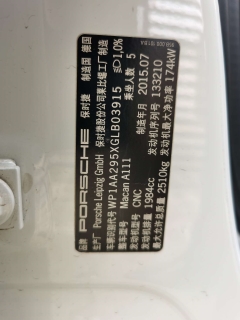 品牌 PORSCHE 保时捷 制造国 德国
生产厂 Porsche Leipzig GmbH 保时捷股份公司莱比锡工厂制造
车辆识别代号 WP1AA295XGLB03915 1,0%
整车型号 Macan A111 乘坐人数 5
发动机型号 CNC 制造年月 2015.07
发动机排量 1984cc 发动机序列号 133210
最大允许总质量 2510kg 发动机最大净功率 174kW